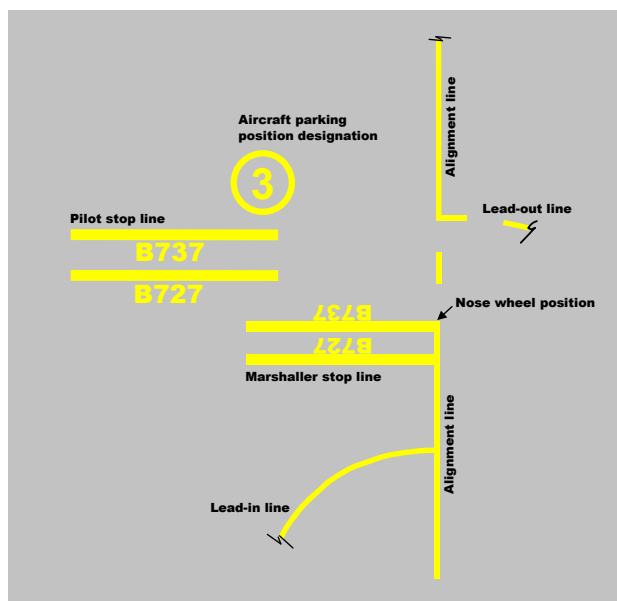 Aircraft parking
position designation
Alignment line
3
Lead-out line
Pilot stop line
B737
B727
Nose wheel position
B737
B727
Marshaller stop line
Alignment line
Lead-in line